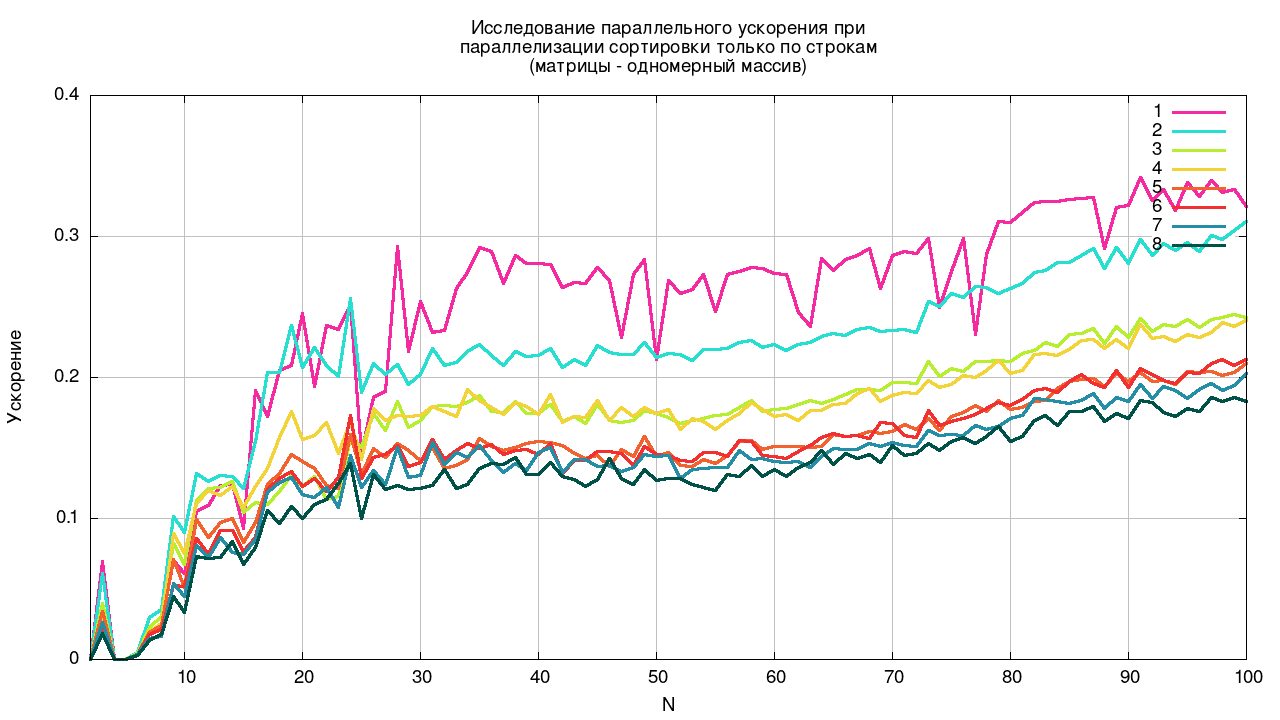 Исследование параллельного ускорения при
параллелизации сортировки только по строкам
(матрицы - одномерный массив)
0.4
0.3
0.2
0.1
0
Ускорение
1
2
3
4
5
6
7
8
10 20 30 40 50 60 70 80 90 100
N